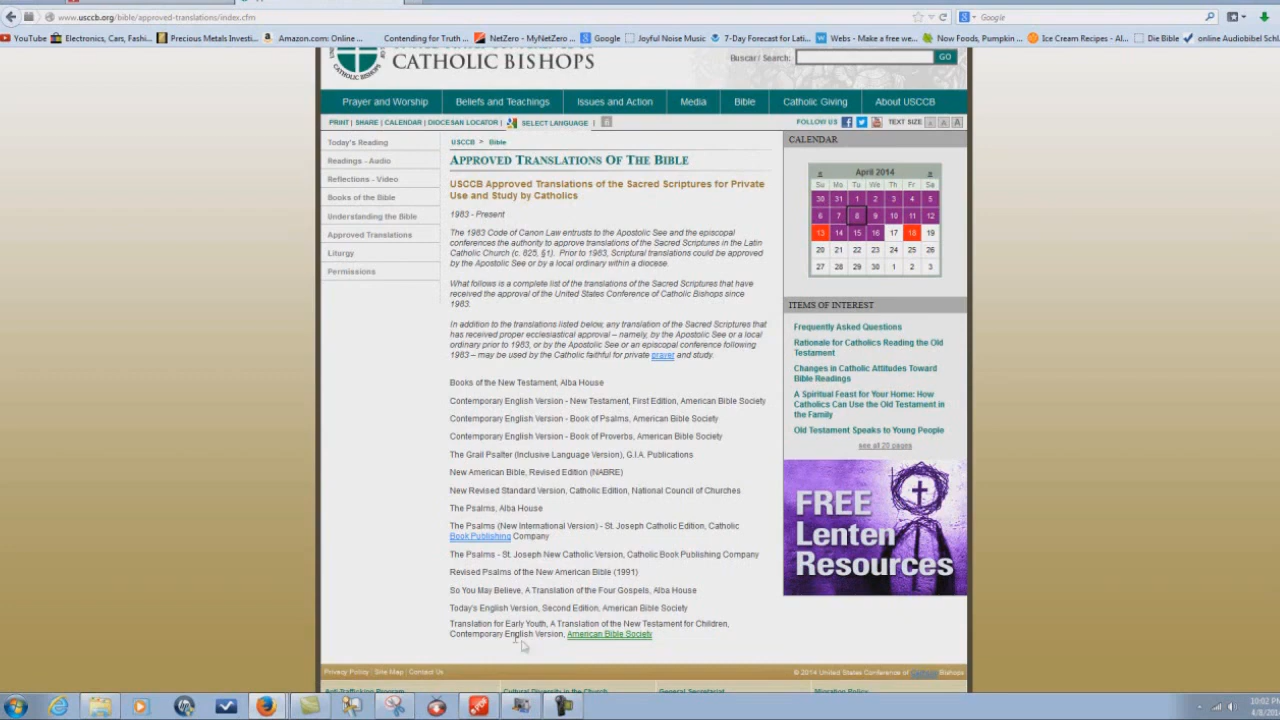 www.usccb.org/bible/approved-translations/index.cfm
Google
YouTube
Electronics, Cars, Fashi...
Precious Metals Investi...
Amazon.com: Online ...
Contending for Truth ...
NetZero - MyNetZero ...
Google
Joyful Noise Music
7-Day Forecast for Lati...
Webs - Make a free we...
Now Foods, Pumpkin ...
Ice Cream Recipes - Al...
Die Bible
CATHOLIC BISHOPS
Buscar / Search:
GO
Prayer and Worship
Beliefs and Teachings
Issues and Action
Media
Bible
Catholic Giving
About USCCB
PRINT | SHARE | CALENDAR | DIOCESAN LOCATOR |
SELECT LANGUAGE
FOLLOW US
TEXT SIZE A A A
Today's Reading
Readings - Audio
Reflections - Video
Books of the Bible
Understanding the Bible
Approved Translations
Liturgy
Permissions
USCCB > Bible
APPROVED TRANSLATIONS OF THE BIBLE
USCCB Approved Translations of the Sacred Scriptures for Private
Use and Study by Catholics
1983 - Present
The 1983 Code of Canon Law entrusts to the Apostolic See and the episcopal
conferences the authority to approve translations of the Sacred Scriptures in the Latin
Catholic Church (c. 825, §1). Prior to 1983, Scriptural translations could be approved
by the Apostolic See or by a local ordinary within a diocese.
What follows is a complete list of the translations of the Sacred Scriptures that have
received the approval of the United States Conference of Catholic Bishops since
1983.
In addition to the translations listed below, any translation of the Sacred Scriptures that
has received proper ecclesiastical approval – namely, by the Apostolic See or a local
ordinary prior to 1983, or by the Apostolic See or an episcopal conference following
1983 – may be used by the Catholic faithful for private prayer and study.
Books of the New Testament, Alba House
Contemporary English Version - New Testament, First Edition, American Bible Society
Contemporary English Version - Book of Psalms, American Bible Society
Contemporary English Version - Book of Proverbs, American Bible Society
The Grail Psalter (Inclusive Language Version), G.I.A. Publications
New American Bible, Revised Edition (NABRE)
New Revised Standard Version, Catholic Edition, National Council of Churches
The Psalms, Alba House
The Psalms (New International Version) - St. Joseph Catholic Edition, Catholic
Book Publishing Company
The Psalms - St. Joseph New Catholic Version, Catholic Book Publishing Company
Revised Psalms of the New American Bible (1991)
So You May Believe, A Translation of the Four Gospels, Alba House
Today's English Version, Second Edition, American Bible Society
Translation for Early Youth, A Translation of the New Testament for Children,
Contemporary English Version, American Bible Society
CALENDAR
« April 2014 »
Su Mo Tu We Th Fr Sa
30 31 1 2 3 4 5
6 7 8 9 10 11 12
13 14 15 16 17 18 19
20 21 22 23 24 25 26
27 28 29 30 1 2 3
ITEMS OF INTEREST
Frequently Asked Questions
Rationale for Catholics Reading the Old
Testament
Changes in Catholic Attitudes Toward
Bible Readings
A Spiritual Feast for Your Home: How
Catholics Can Use the Old Testament in
the Family
Old Testament Speaks to Young People
see all 20 pages
FREE
Lenten
Resources
Privacy Policy | Site Map | Contact Us
© 2014 United States Conference of Catholic Bishops
Anti-Trafficking Program
Cultural Diversity in the Church
General Secretariat
Migration Policy
10:02 PM